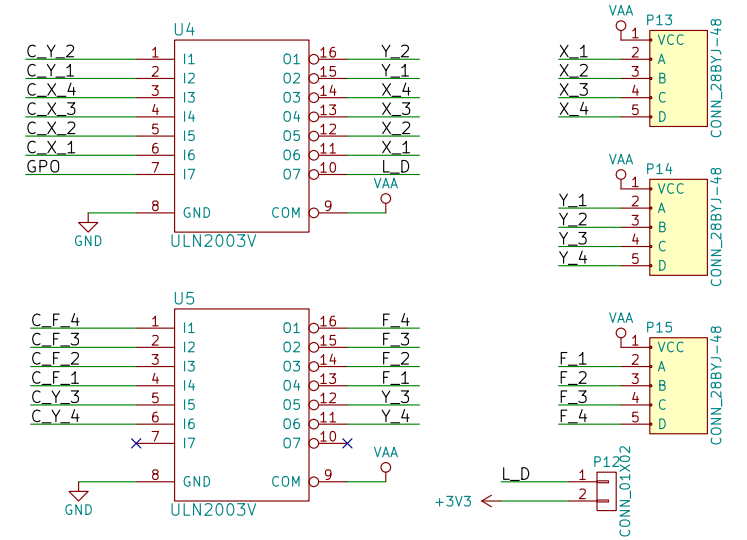 U4
C_Y_2 1 I1 O1 16 Y_2
C_Y_1 2 I2 O2 15 Y_1
C_X_4 3 I3 O3 14 X_4
C_X_3 4 I4 O4 13 X_3
C_X_2 5 I5 O5 12 X_2
C_X_1 6 I6 O6 11 X_1
GPO 7 I7 O7 10 L_D
VAA
8 GND COM 9
GND
ULN2003V
U5
C_F_4 1 I1 O1 16 F_4
C_F_3 2 I2 O2 15 F_3
C_F_2 3 I3 O3 14 F_2
C_F_1 4 I4 O4 13 F_1
C_Y_3 5 I5 O5 12 Y_3
C_Y_4 6 I6 O6 11 Y_4
7 I7 O7 10
VAA
8 GND COM 9
GND
ULN2003V
VAA
P13
1 VCC
X_1 2 A
X_2 3 B
X_3 4 C
X_4 5 D
CONN_28BYJ-48
VAA
P14
1 VCC
Y_1 2 A
Y_2 3 B
Y_3 4 C
Y_4 5 D
CONN_28BYJ-48
VAA
P15
1 VCC
F_1 2 A
F_2 3 B
F_3 4 C
F_4 5 D
CONN_28BYJ-48
P12
L_D 1
+3V3 2
CONN_01X02